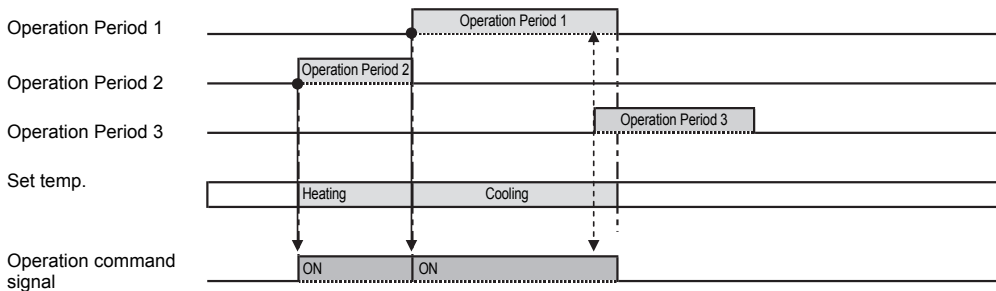 Operation Period 1
Operation Period 1
Operation Period 2
Operation Period 2
Operation Period 3
Operation Period 3
Set temp.
Heating
Cooling
Operation command
signal
ON
ON